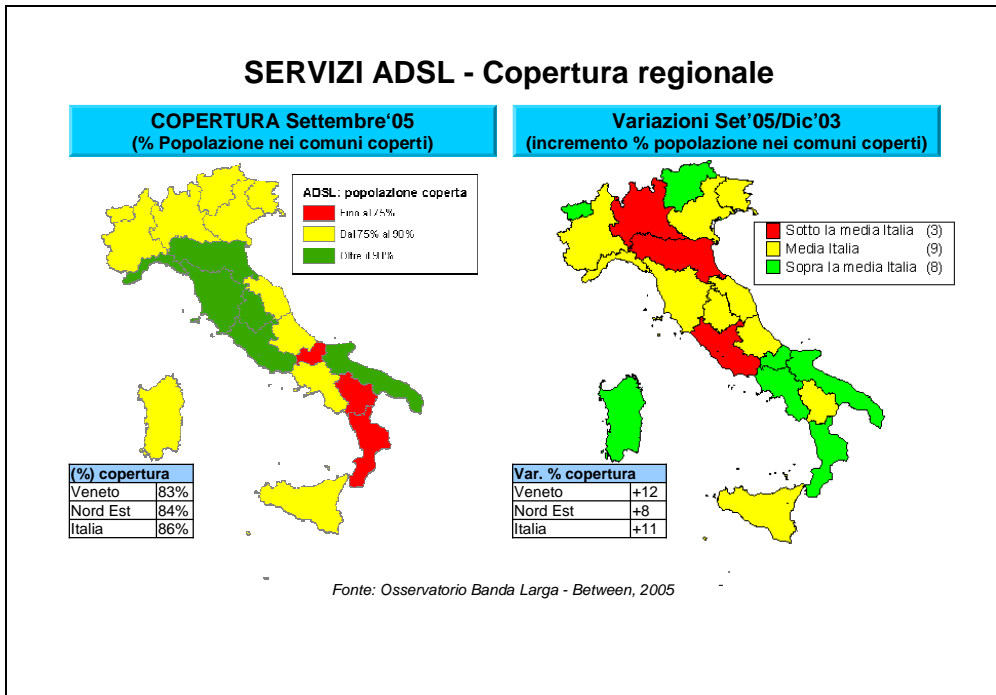 SERVIZI ADSL - Copertura regionale
COPERTURA Settembre‘05
(% Popolazione nei comuni coperti)
ADSL: popolazione coperta
Fino al 75%
Dal 75% al 90%
Oltre il 90%
(%) copertura
Veneto 83%
Nord Est 84%
Italia 86%
Variazioni Set’05/Dic’03
(incremento % popolazione nei comuni coperti)
Sotto la media Italia (3)
Media Italia (9)
Sopra la media Italia (8)
Var. % copertura
Veneto +12
Nord Est +8
Italia +11
Fonte: Osservatorio Banda Larga - Between, 2005